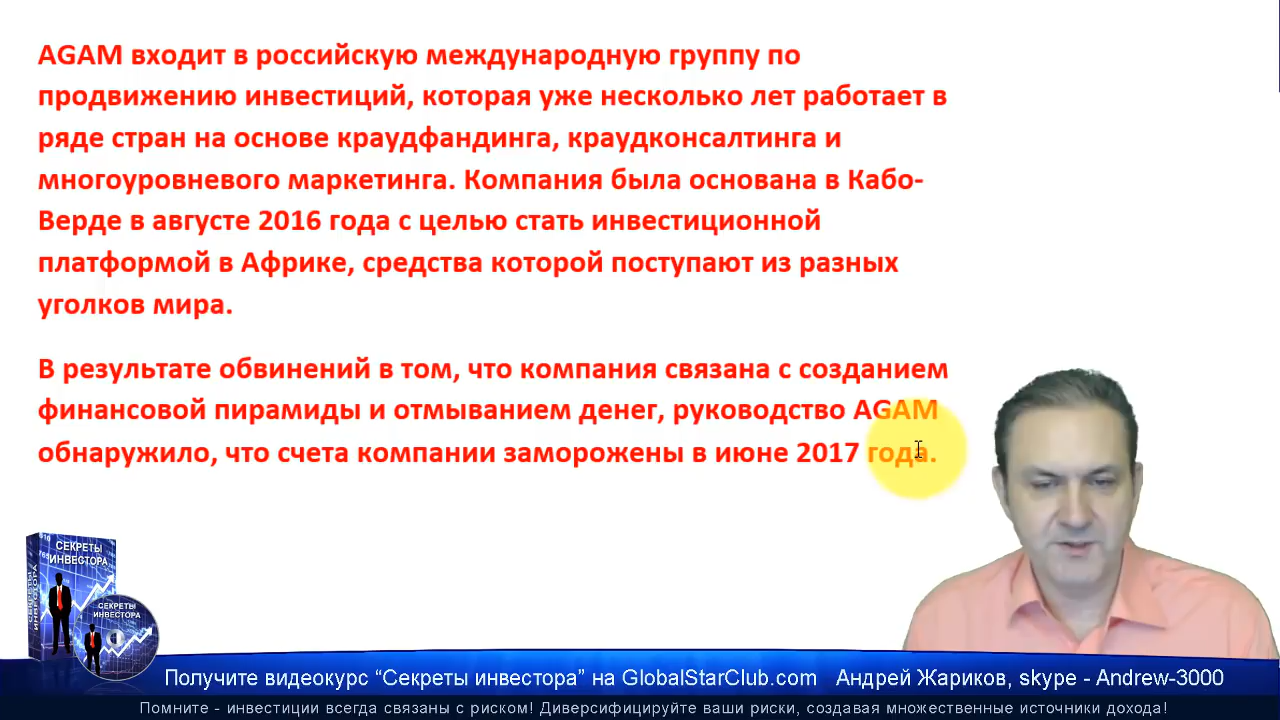 AGAM входит в российскую международную группу по
продвижению инвестиций, которая уже несколько лет работает в
ряде стран на основе краудфандинга, краудконсалтинга и
многоуровневого маркетинга. Компания была основана в Кабо-
Верде в августе 2016 года с целью стать инвестиционной
платформой в Африке, средства которой поступают из разных
уголков мира.
В результате обвинений в том, что компания связана с созданием
финансовой пирамиды и отмыванием денег, руководство AGAM
обнаружило, что счета компании заморожены в июне 2017 года.
СЕКРЕТЫ
ИНВЕСТОРА
СЕКРЕТЫ
ИНВЕСТОРА
СЕКРЕТЫ
ИНВЕСТОРА
Получите видеокурс “Секреты инвестора” на GlobalStarClub.com Андрей Жариков, skype - Andrew-3000
Помните - инвестиции всегда связаны с риском! Диверсифицируйте ваши риски, создавая множественные источники дохода!